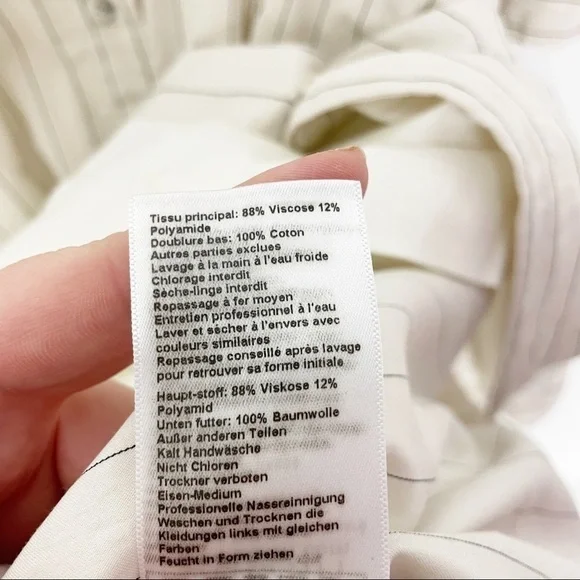 Tissu principal: 88% Viscose 12%
Polyamide
Doublure bas: 100% Coton
Autres parties exclues
Lavage à la main à l'eau froide
Chlorage interdit
Sèche-linge interdit
Repassage à fer moyen
Entretien professionnel à l'eau
Laver et sécher à l'envers avec
couleurs similaires
Repassage conseillé après lavage
pour retrouver sa forme initiale
Haupt-stoff: 88% Viskose 12%
Polyamid
Unten futter: 100% Baumwolle
Außer anderen Teilen
Kalt Handwäsche
Nicht Chloren
Trockner verboten
Eisen-Medium
Professionelle Nassreinigung
Waschen und Trocknen die
Kleidungen links mit gleichen
Farben
Feucht in Form ziehen